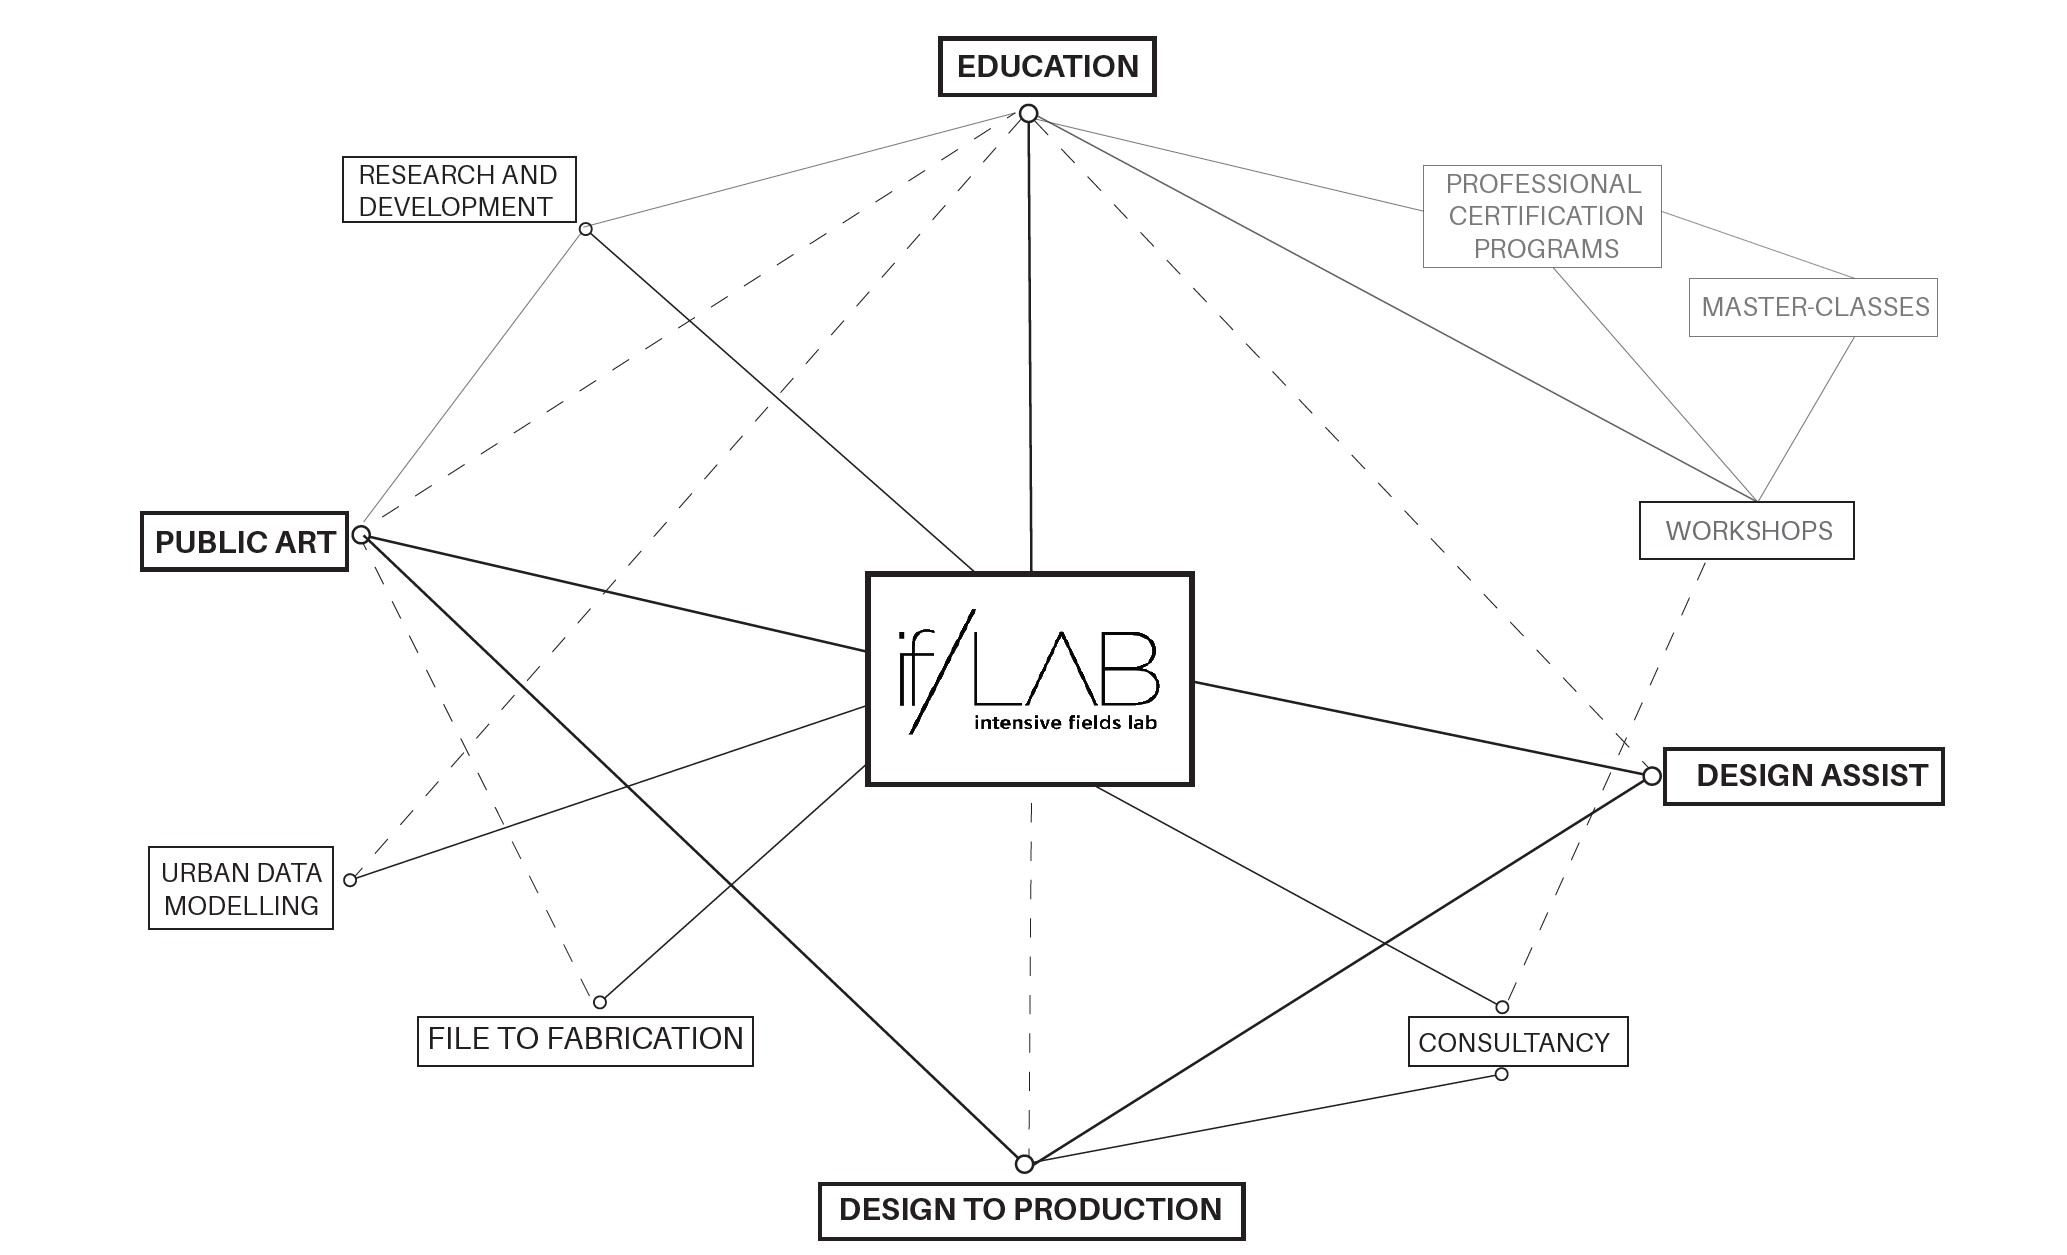 EDUCATION
RESEARCH AND
DEVELOPMENT
PROFESSIONAL
CERTIFICATION
PROGRAMS
MASTER-CLASSES
PUBLIC ART
WORKSHOPS
if/LAB
intensive fields lab
DESIGN ASSIST
URBAN DATA
MODELLING
FILE TO FABRICATION
CONSULTANCY
DESIGN TO PRODUCTION